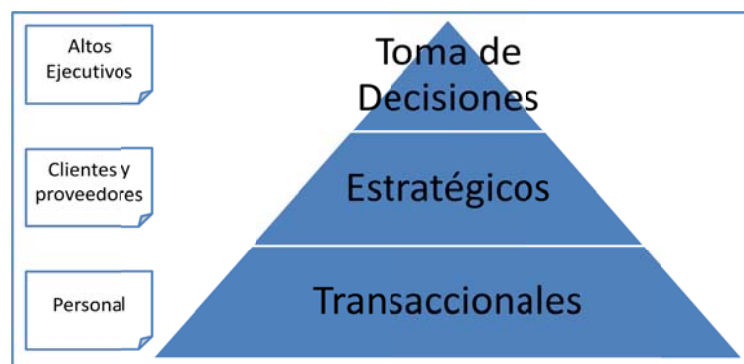 Altos
Ejecutivos
Toma de
Decisiones
Clientes y
proveedores
Estratégicos
Personal
Transaccionales